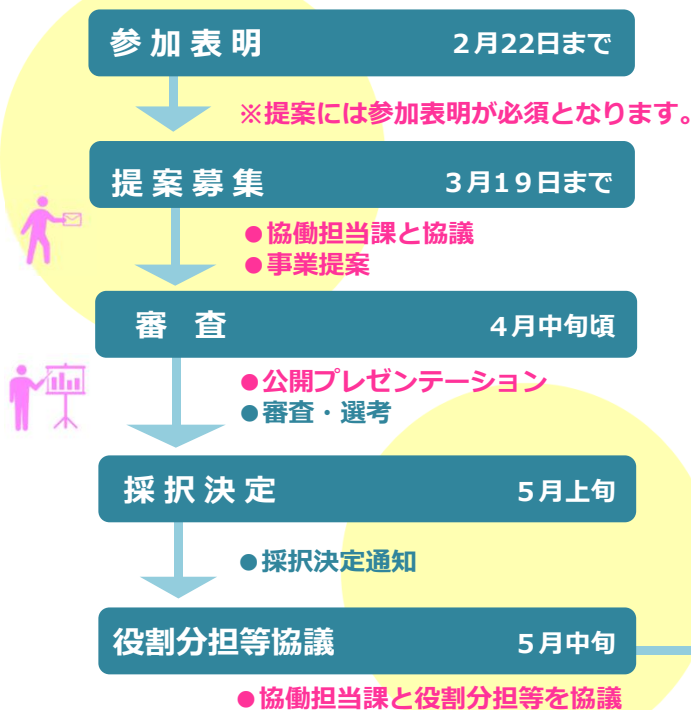 参加表明 2月22日まで
※提案には参加表明が必須となります。
提案募集 3月19日まで
●協働担当課と協議
●事業提案
審査 4月中旬頃
●公開プレゼンテーション
●審査・選考
採択決定 5月上旬
●採択決定通知
役割分担等協議 5月中旬
●協働担当課と役割分担等を協議